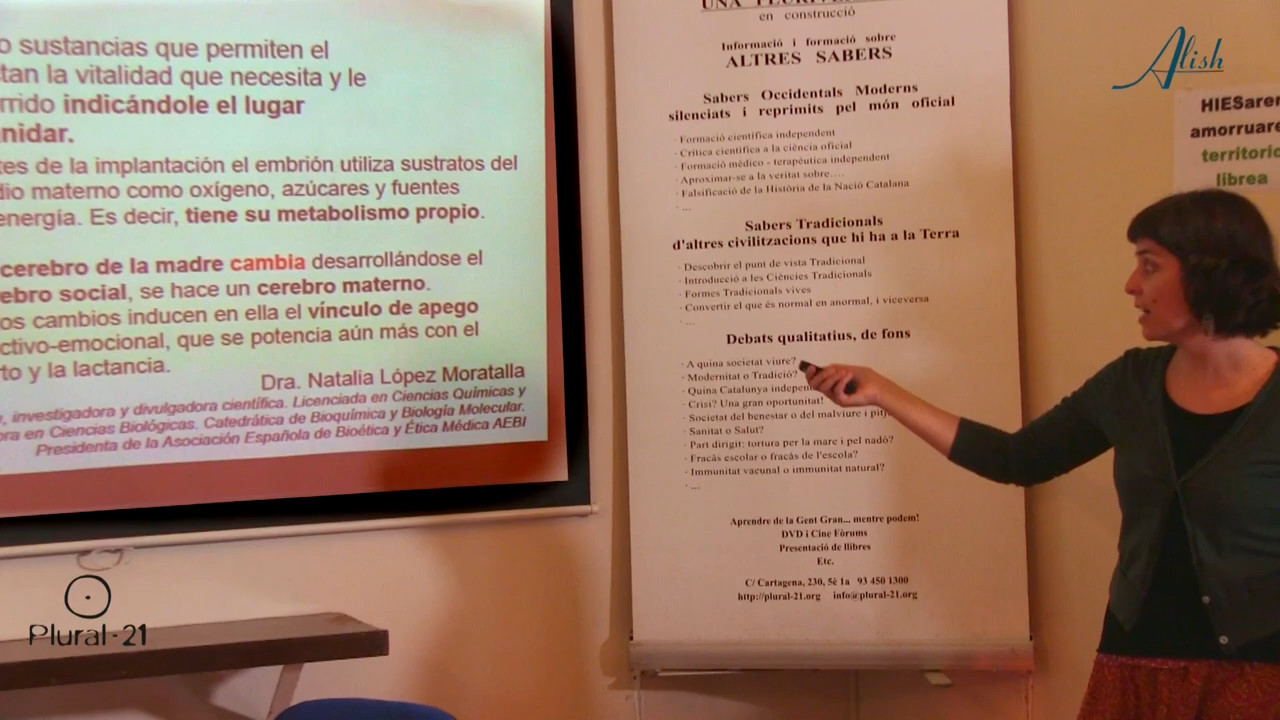 o sustancias que permiten el
tan la vitalidad que necesita y le
rrido indicándole el lugar
anidar.
tes de la implantación el embrión utiliza sustratos del
dio materno como oxígeno, azúcares y fuentes
energía. Es decir, tiene su metabolismo propio.
cerebro de la madre cambia desarrollándose el
ebro social, se hace un cerebro materno.
os cambios inducen en ella el vínculo de apego
ctivo-emocional, que se potencia aún más con el
to y la lactancia.
Dra. Natalia López Moratalla
, investigadora y divulgadora científica. Licenciada en Ciencias Químicas y
ora en Ciencias Biológicas. Catedrática de Bioquímica y Biología Molecular.
Presidenta de la Asociación Española de Bioética y Ética Médica AEBI
Plural-21
UNA
en construcció
Informació i formació sobre
ALTRES SABERS
Sabers Occidentals Moderns
silenciats i reprimits pel món oficial
· Formació científica independent
· Crítica científica a la ciència oficial
· Formació mèdico - terapèutica independent
· Aproximar-se a la veritat sobre....
· Falsificació de la Història de la Nació Catalana
· ...
Sabers Tradicionals
d'altres civilitzacions que hi ha a la Terra
· Descobrir el punt de vista Tradicional
· Introducció a les Ciències Tradicionals
· Formes Tradicionals vives
· Convertir el que és normal en anormal, i viceversa
· ...
Debats qualitatius, de fons
· A quina societat viure?
· Modernitat o Tradició?
· Quina Catalunya indepen
· Crisi? Una gran oportunitat!
· Societat del benestar o del malviure i pitj
· Sanitat o Salut?
· Part dirigit: tortura per la mare i pel nadó?
· Fracàs escolar o fracàs de l'escola?
· Immunitat vacunal o immunitat natural?
· ...
Aprendre de la Gent Gran... mentre podem!
DVD i Cine Fòrums
Presentació de llibres
Etc.
C/ Cartagena, 230, 5è 1a 93 450 1300
http://plural-21.org info@plural-21.org
Alish
HIESaren
amorruare
territorio
líbrea